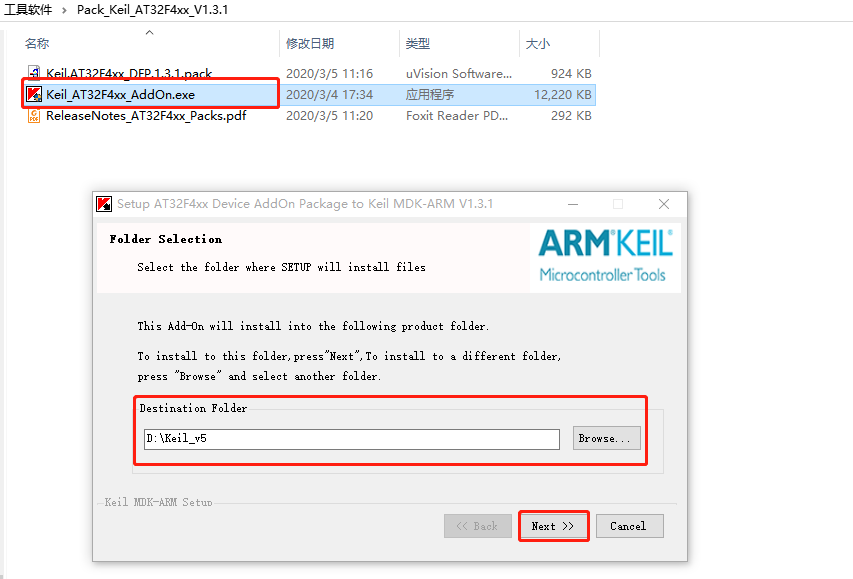 工具软件 > Pack_Keil_AT32F4xx_V1.3.1
名称 修改日期 类型 大小
Keil.AT32F4xx_DFP.1.3.1.pack 2020/3/5 11:16 uVision Software... 924 KB
Keil_AT32F4xx_AddOn.exe 2020/3/4 17:34 应用程序 12,220 KB
ReleaseNotes_AT32F4xx_Packs.pdf 2020/3/5 11:20 Foxit Reader PD... 292 KB
Setup AT32F4xx Device AddOn Package to Keil MDK-ARM V1.3.1
Folder Selection
Select the folder where SETUP will install files
ARM®KEIL®
Microcontroller Tools
This Add-On will install into the following product folder.
To install to this folder,press"Next",To install to a different folder,
press "Browse" and select another folder.
Destination Folder
D:\Keil_v5 Browse...
Keil MDK-ARM Setup
<< Back Next >> Cancel